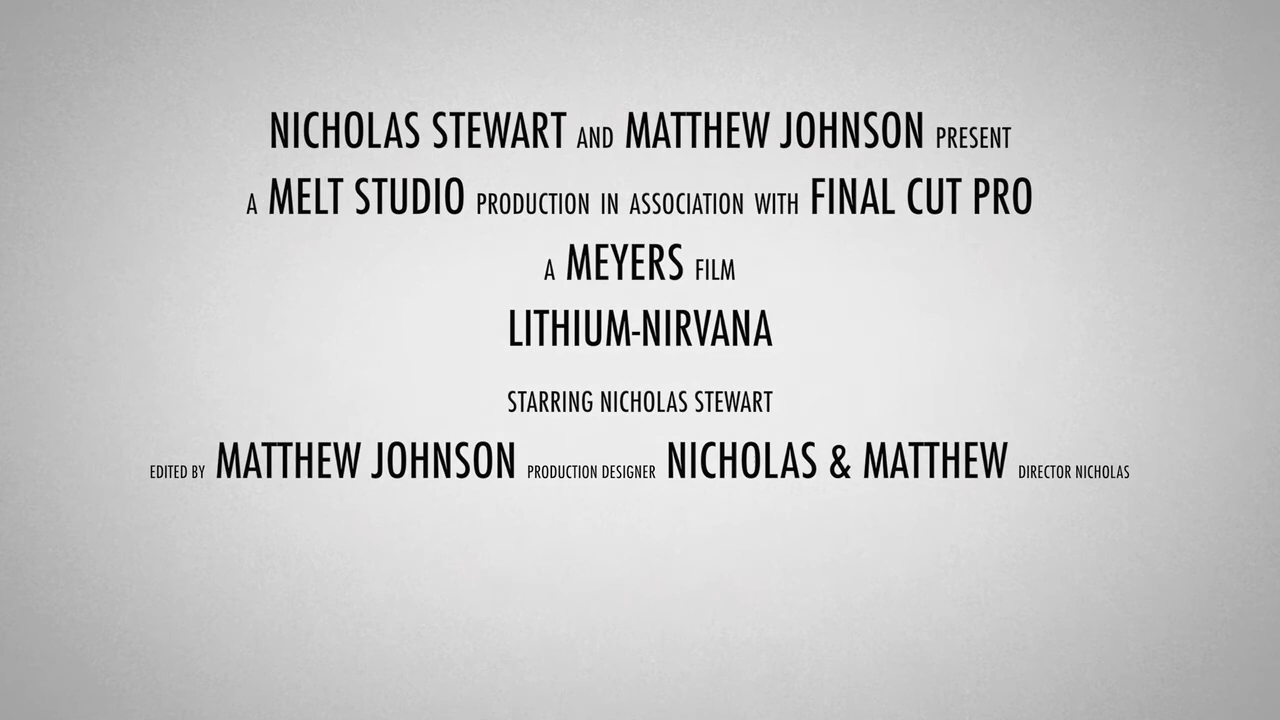 NICHOLAS STEWART AND MATTHEW JOHNSON PRESENT
A MELT STUDIO PRODUCTION IN ASSOCIATION WITH FINAL CUT PRO
A MEYERS FILM
LITHIUM-NIRVANA
STARRING NICHOLAS STEWART
EDITED BY MATTHEW JOHNSON PRODUCTION DESIGNER NICHOLAS & MATTHEW DIRECTOR NICHOLAS